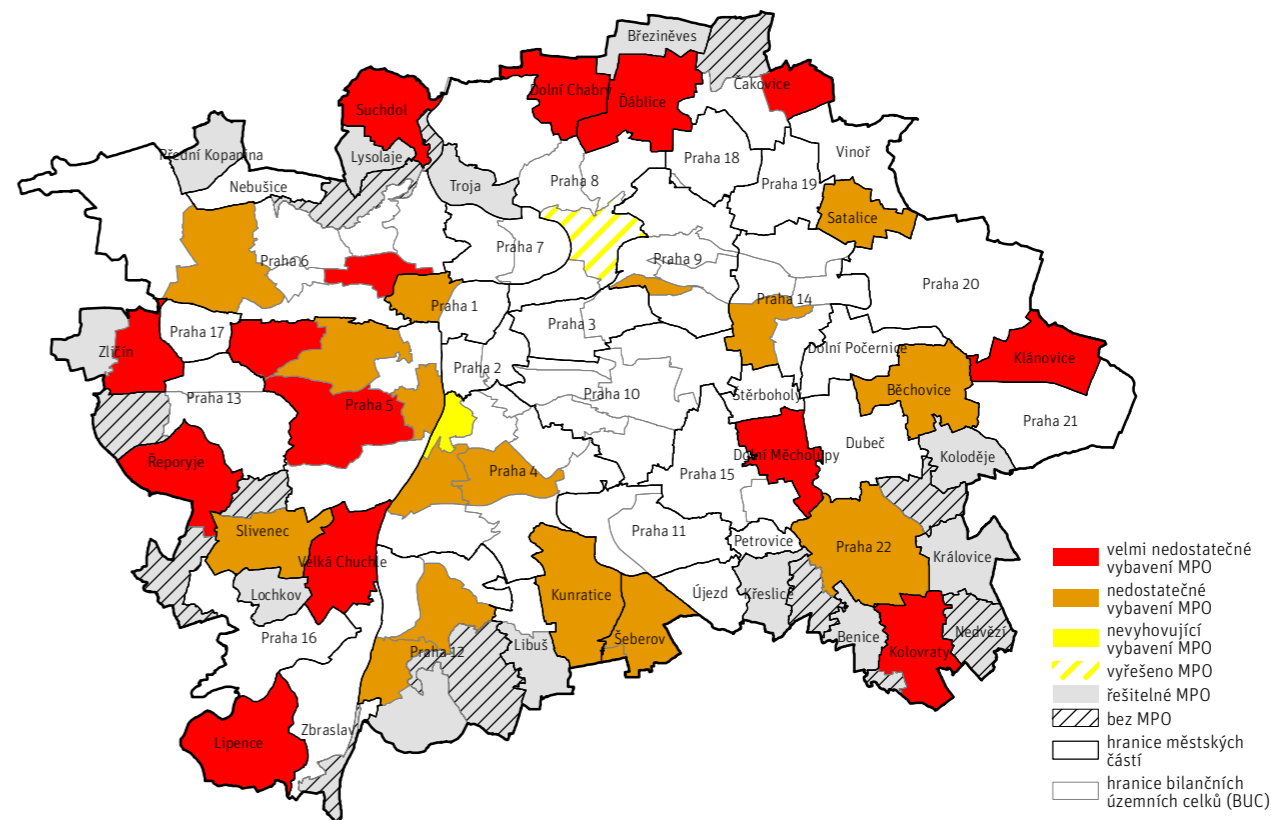 Březiněves
Dolní Chabry
Ďáblice
Čakovice
Suchdol
Přední Kopanina
Lysolaje
Nebušice
Troja
Praha 8
Praha 18
Vinoř
Praha 19
Satalice
Praha 6
Praha 7
Praha 9
Praha 20
Praha 1
Praha 14
Praha 17
Praha 3
Zličín
Dolní Počernice
Klánovice
Praha 2
Běchovice
Praha 13
Praha 5
Praha 10
Štěrboholy
Praha 21
Řeporyje
Praha 4
Dolní Měcholupy
Dubeč
Koloděje
Praha 15
Slivenec
Praha 11
Petrovice
Praha 22
Královice
Velká Chuchle
Lochkov
Kunratice
Újezd
Křeslice
Praha 16
Šeberov
Benice
Nedvězí
Praha 12
Libuš
Kolovraty
Lipence
Zbraslav
velmi nedostatečné
vybavení MPO
nedostatečné
vybavení MPO
nevyhovující
vybavení MPO
vyřešeno MPO
řešitelné MPO
bez MPO
hranice městských
částí
hranice bilančních
územních celků (BUC)